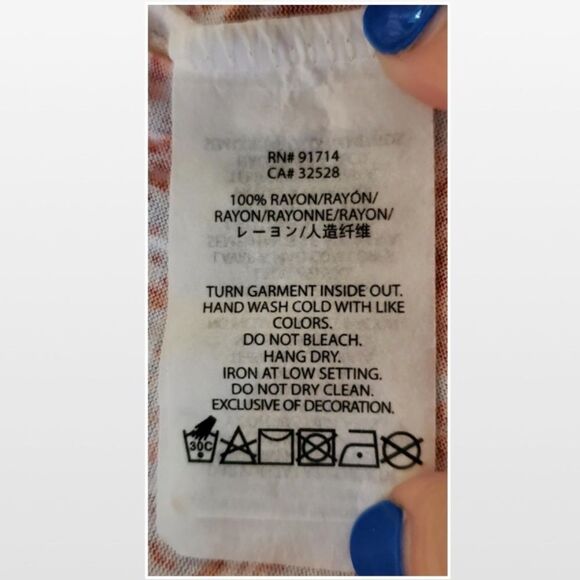 RN# 91714
CA# 32528
100% RAYON/RAYÓN/
RAYON/RAYONNE/RAYON/
レーヨン/人造纤维
TURN GARMENT INSIDE OUT.
HAND WASH COLD WITH LIKE
COLORS.
DO NOT BLEACH.
HANG DRY.
IRON AT LOW SETTING.
DO NOT DRY CLEAN.
EXCLUSIVE OF DECORATION.
30C